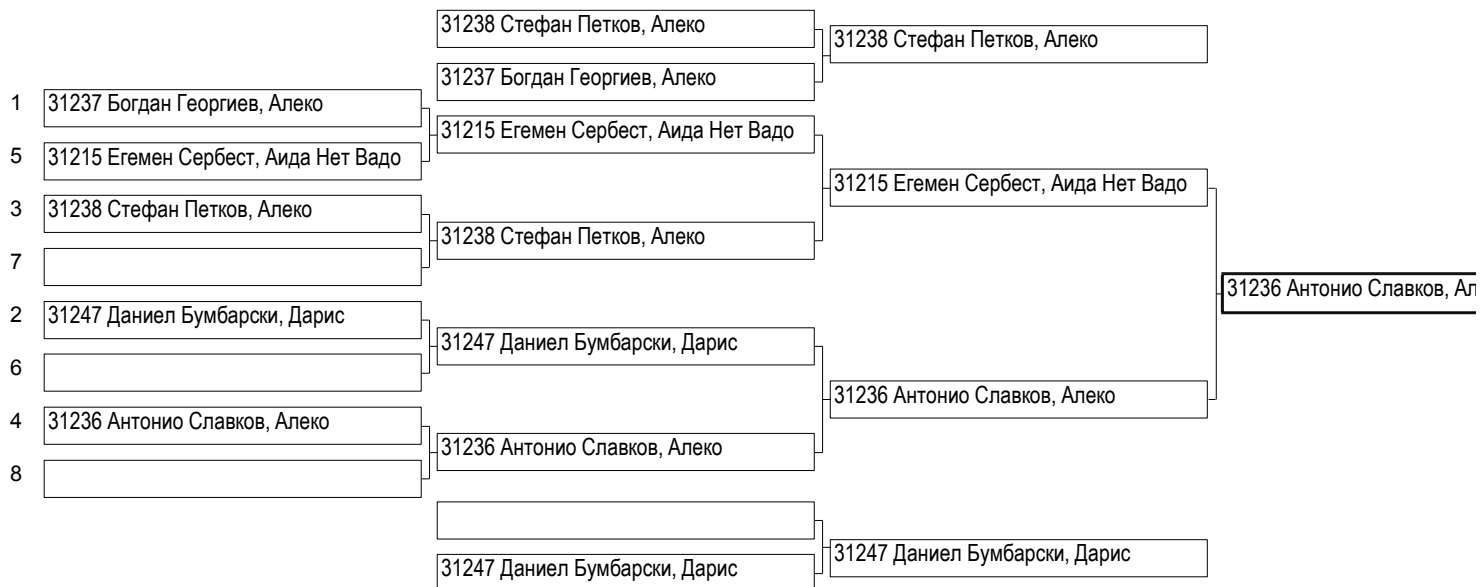 31238 Стефан Петков, Алеко
31238 Стефан Петков, Алеко
31237 Богдан Георгиев, Алеко
1 31237 Богдан Георгиев, Алеко
31215 Егемен Сербест, Аида Нет Вадо
5 31215 Егемен Сербест, Аида Нет Вадо
31215 Егемен Сербест, Аида Нет Вадо
3 31238 Стефан Петков, Алеко
31238 Стефан Петков, Алеко
7
31236 Антонио Славков, Ал
2 31247 Даниел Бумбарски, Дарис
31247 Даниел Бумбарски, Дарис
6
31236 Антонио Славков, Алеко
4 31236 Антонио Славков, Алеко
31236 Антонио Славков, Алеко
8
31247 Даниел Бумбарски, Дарис
31247 Даниел Бумбарски, Дарис